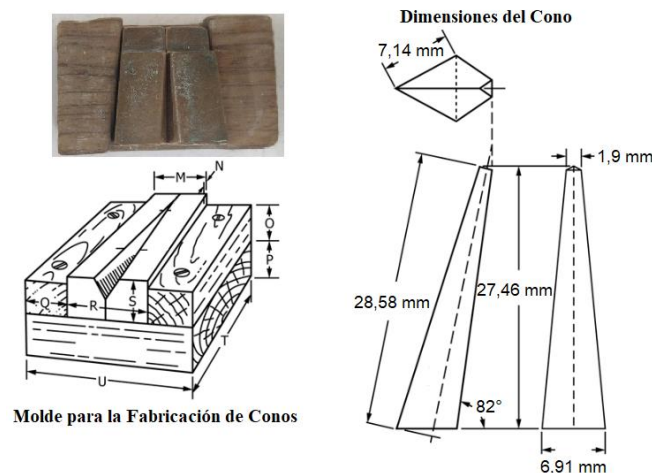 Dimensiones del Cono
7,14 mm
N
M
1,9 mm
O
P
Q
R
S
28,58 mm
27,46 mm
T
U
82°
Molde para la Fabricación de Conos
6.91 mm